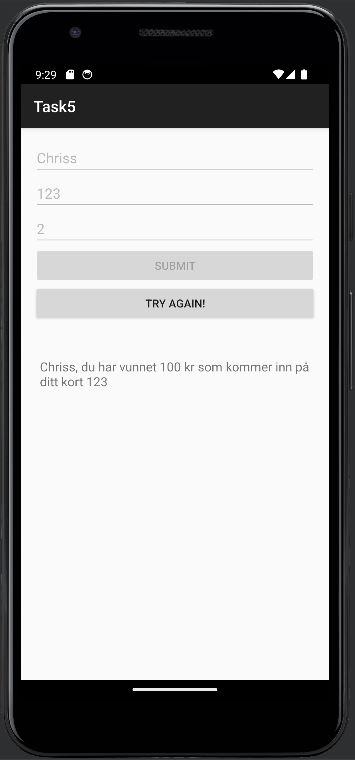 9:29
Task5
Chriss
123
2
SUBMIT
TRY AGAIN!
Chriss, du har vunnet 100 kr som kommer inn på
ditt kort 123